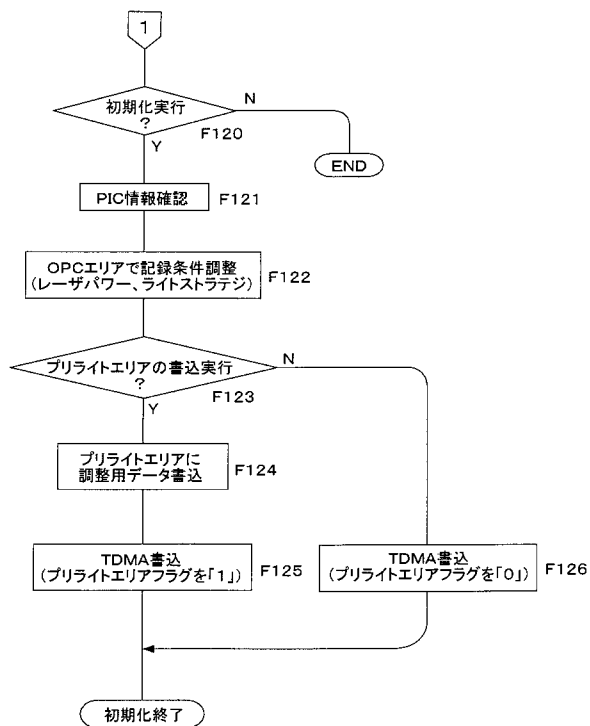 1
初期化実行
?
N
F120
Y
END
PIC情報確認
F121
OPCエリアで記録条件調整
(レーザパワー、ライトストラテジ)
F122
プリライトエリアの書込実行
?
N
F123
Y
プリライトエリアに
調整用データ書込
F124
TDMA書込
(プリライトエリアフラグを「1」)
F125
TDMA書込
(プリライトエリアフラグを「0」)
F126
初期化終了